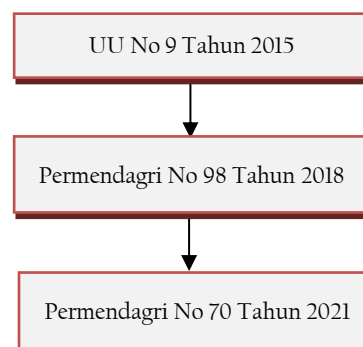 UU No 9 Tahun 2015
Permendagri No 98 Tahun 2018
Permendagri No 70 Tahun 2021